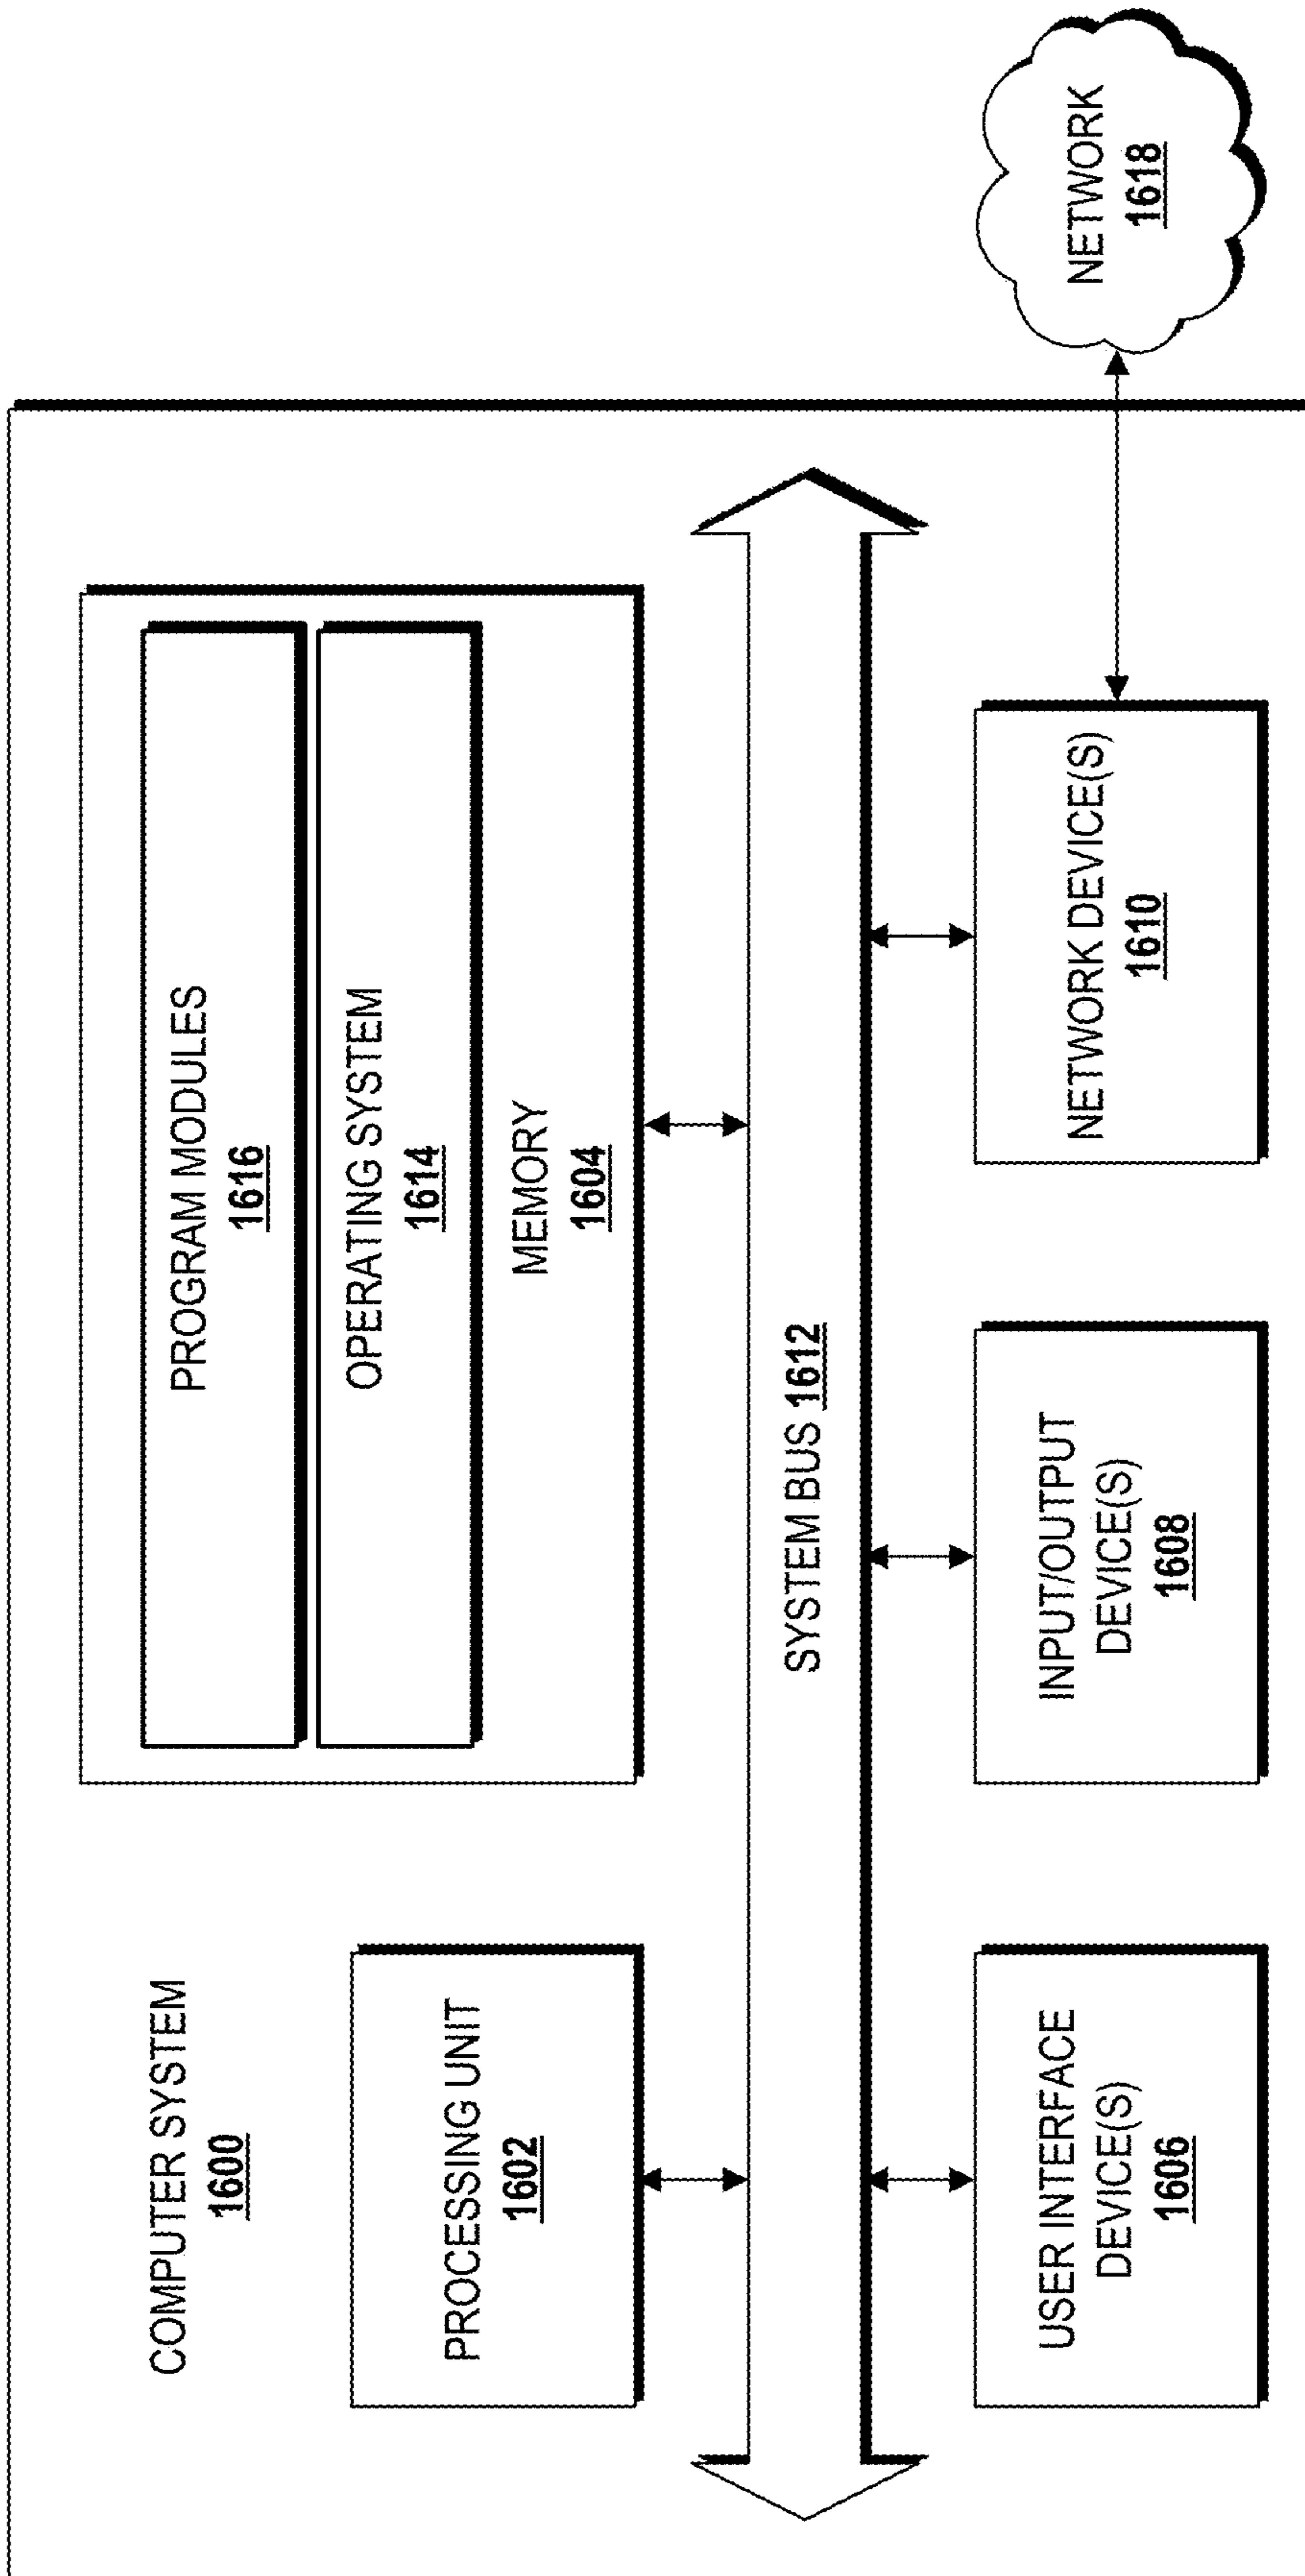 COMPUTER SYSTEM
1600
PROGRAM MODULES
1616
OPERATING SYSTEM
1614
MEMORY
1604
PROCESSING UNIT
1602
SYSTEM BUS 1612
USER INTERFACE
DEVICE(S)
1606
INPUT/OUTPUT
DEVICE(S)
1608
NETWORK DEVICE(S)
1610
NETWORK
1618